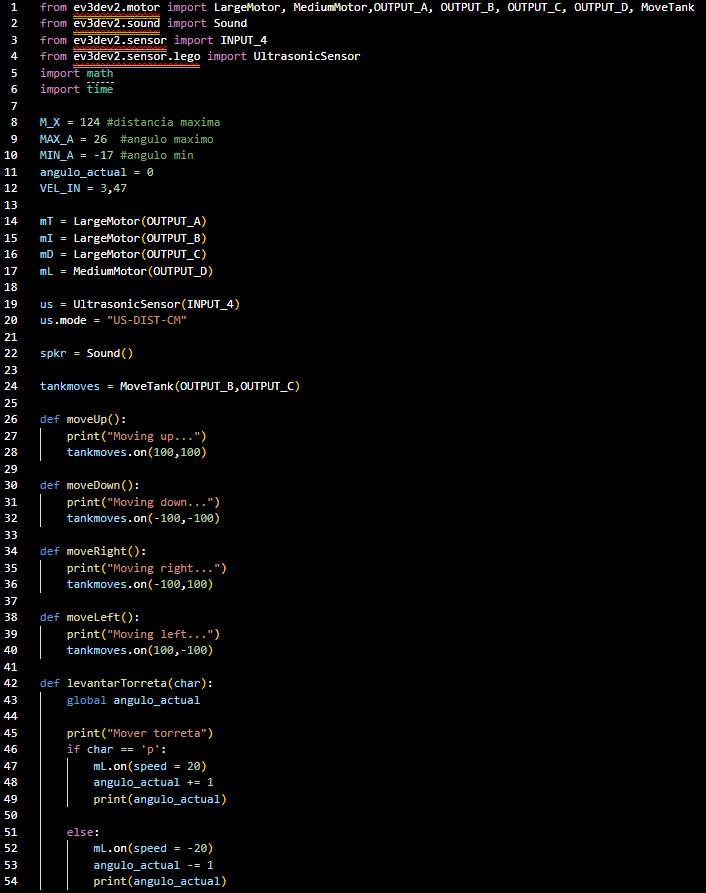 1 from ev3dev2.motor import LargeMotor, MediumMotor,OUTPUT_A, OUTPUT_B, OUTPUT_C, OUTPUT_D, MoveTank
2 from ev3dev2.sound import Sound
3 from ev3dev2.sensor import INPUT_4
4 from ev3dev2.sensor.lego import UltrasonicSensor
5 import math
6 import time
7
8 M_X = 124 #distancia maxima
9 MAX_A = 26  #angulo maximo
10 MIN_A = -17 #angulo min
11 angulo_actual = 0
12 VEL_IN = 3,47
13
14 mT = LargeMotor(OUTPUT_A)
15 mI = LargeMotor(OUTPUT_B)
16 mD = LargeMotor(OUTPUT_C)
17 mL = MediumMotor(OUTPUT_D)
18
19 us = UltrasonicSensor(INPUT_4)
20 us.mode = "US-DIST-CM"
21
22 spkr = Sound()
23
24 tankmoves = MoveTank(OUTPUT_B,OUTPUT_C)
25
26 def moveUp():
27     print("Moving up...")
28     tankmoves.on(100,100)
29
30 def moveDown():
31     print("Moving down...")
32     tankmoves.on(-100,-100)
33
34 def moveRight():
35     print("Moving right...")
36     tankmoves.on(-100,100)
37
38 def moveLeft():
39     print("Moving left...")
40     tankmoves.on(100,-100)
41
42 def levantarTorreta(char):
43     global angulo_actual
44
45     print("Mover torreta")
46     if char == 'p':
47         mL.on(speed = 20)
48         angulo_actual += 1
49         print(angulo_actual)
50
51     else:
52         mL.on(speed = -20)
53         angulo_actual -= 1
54         print(angulo_actual)